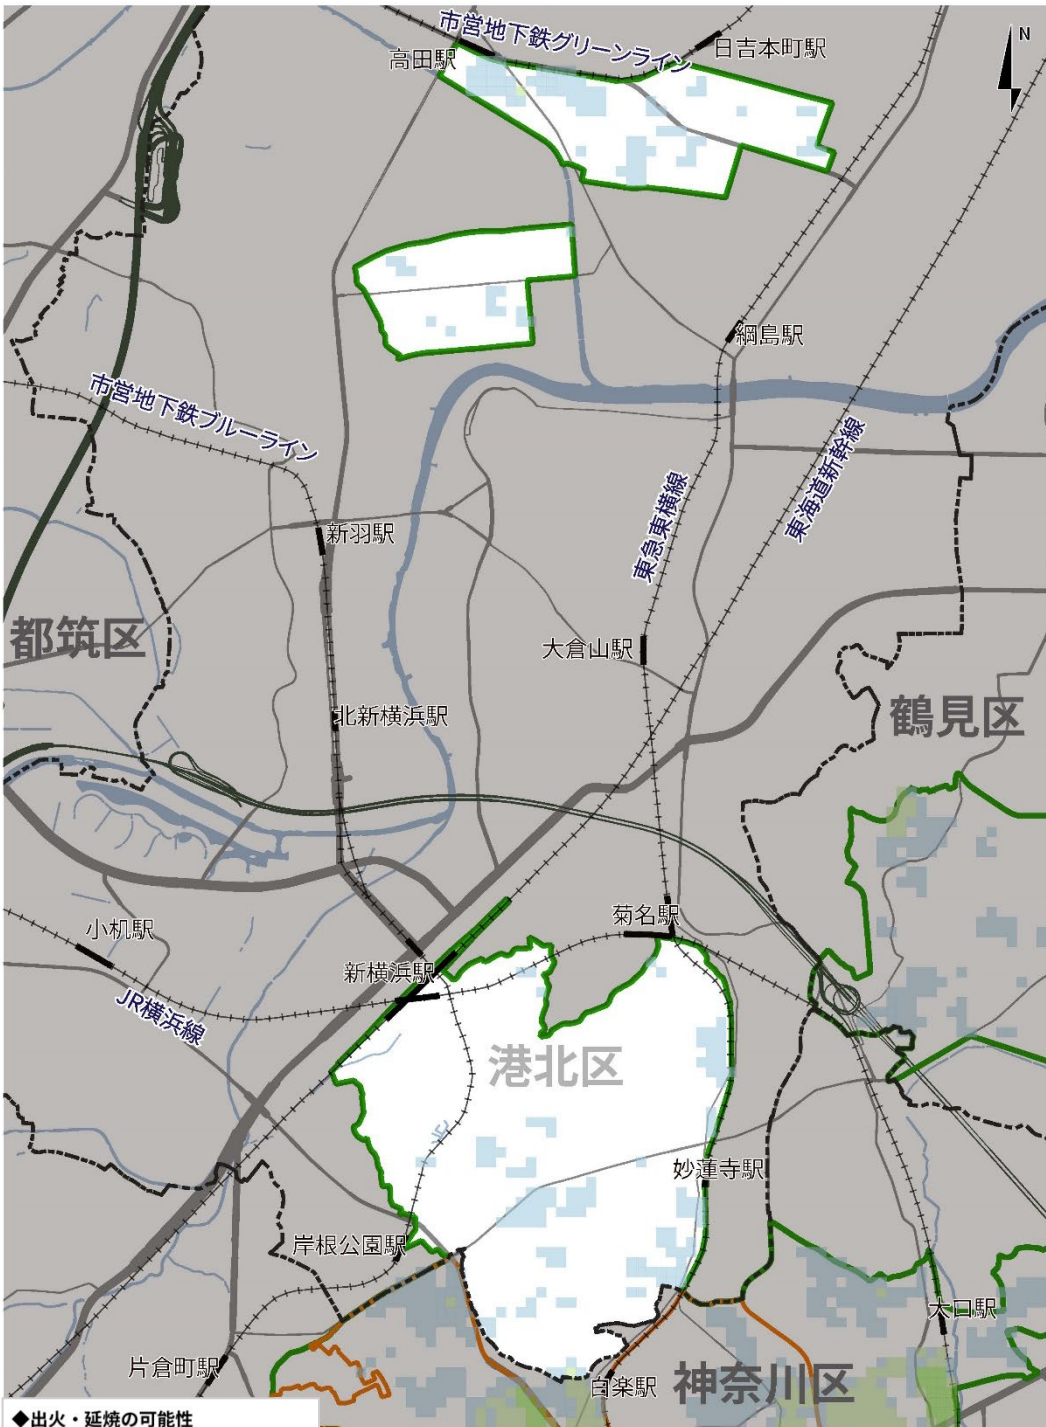 市営地下鉄グリーンライン
N
日吉本町駅
高田駅
綱島駅
市営地下鉄ブルーライン
東急東横線
東海道新幹線
新羽駅
都筑区
大倉山駅
北新横浜駅
鶴見区
菊名駅
小机駅
新横浜駅
JR横浜線
港北区
妙蓮寺駅
岸根公園駅
大口駅
片倉町駅
白楽駅
神奈川区
◆出火・延焼の可能性